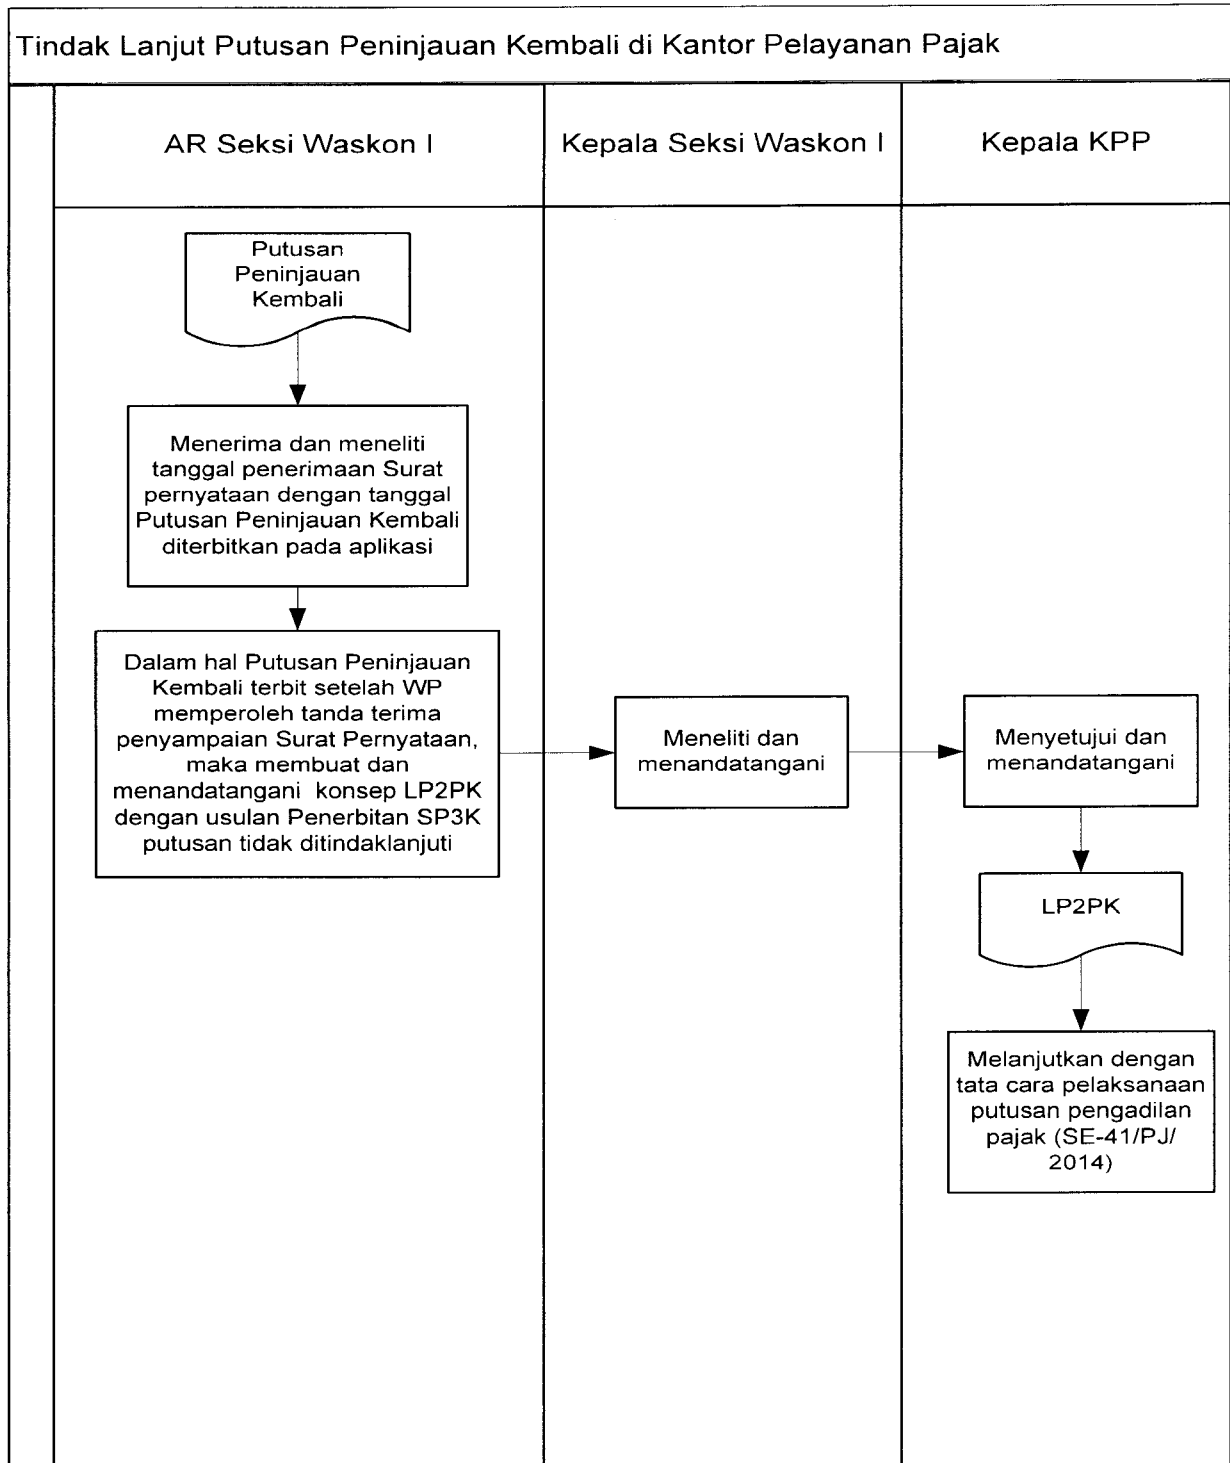 Tindak Lanjut Putusan Peninjauan Kembali di Kantor Pelayanan Pajak
AR Seksi Waskon I
Kepala Seksi Waskon I
Kepala KPP
Putusan
Peninjauan
Kembali
Menerima dan meneliti
tanggal penerimaan Surat
pernyataan dengan tanggal
Putusan Peninjauan Kembali
diterbitkan pada aplikasi
Dalam hal Putusan Peninjauan
Kembali terbit setelah WP
memperoleh tanda terima
penyampaian Surat Pernyataan,
maka membuat dan
menandatangani konsep LP2PK
dengan usulan Penerbitan SP3K
putusan tidak ditindaklanjuti
Meneliti dan
menandatangani
Menyetujui dan
menandatangani
LP2PK
Melanjutkan dengan
tata cara pelaksanaan
putusan pengadilan
pajak (SE-41/PJ/
2014)